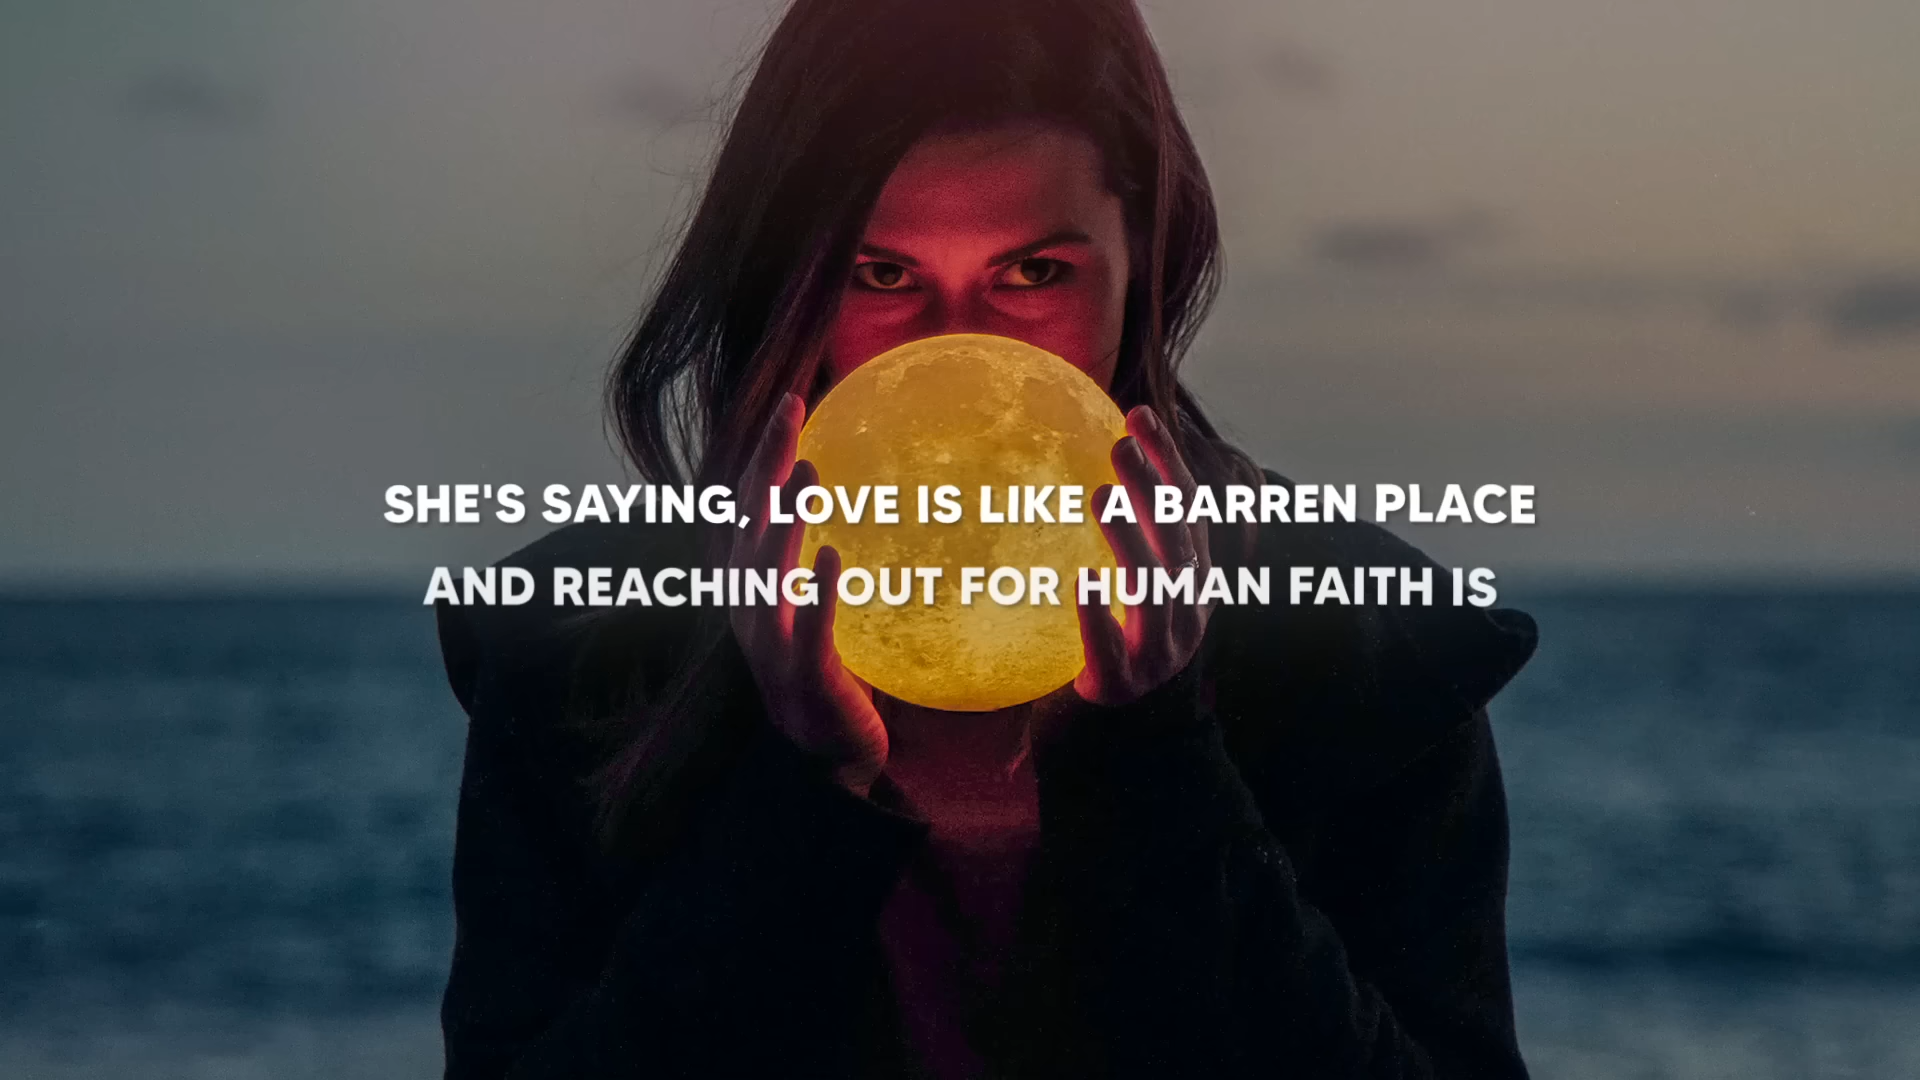 SHE'S SAYING, LOVE IS LIKE A BARREN PLACE
AND REACHING OUT FOR HUMAN FAITH IS